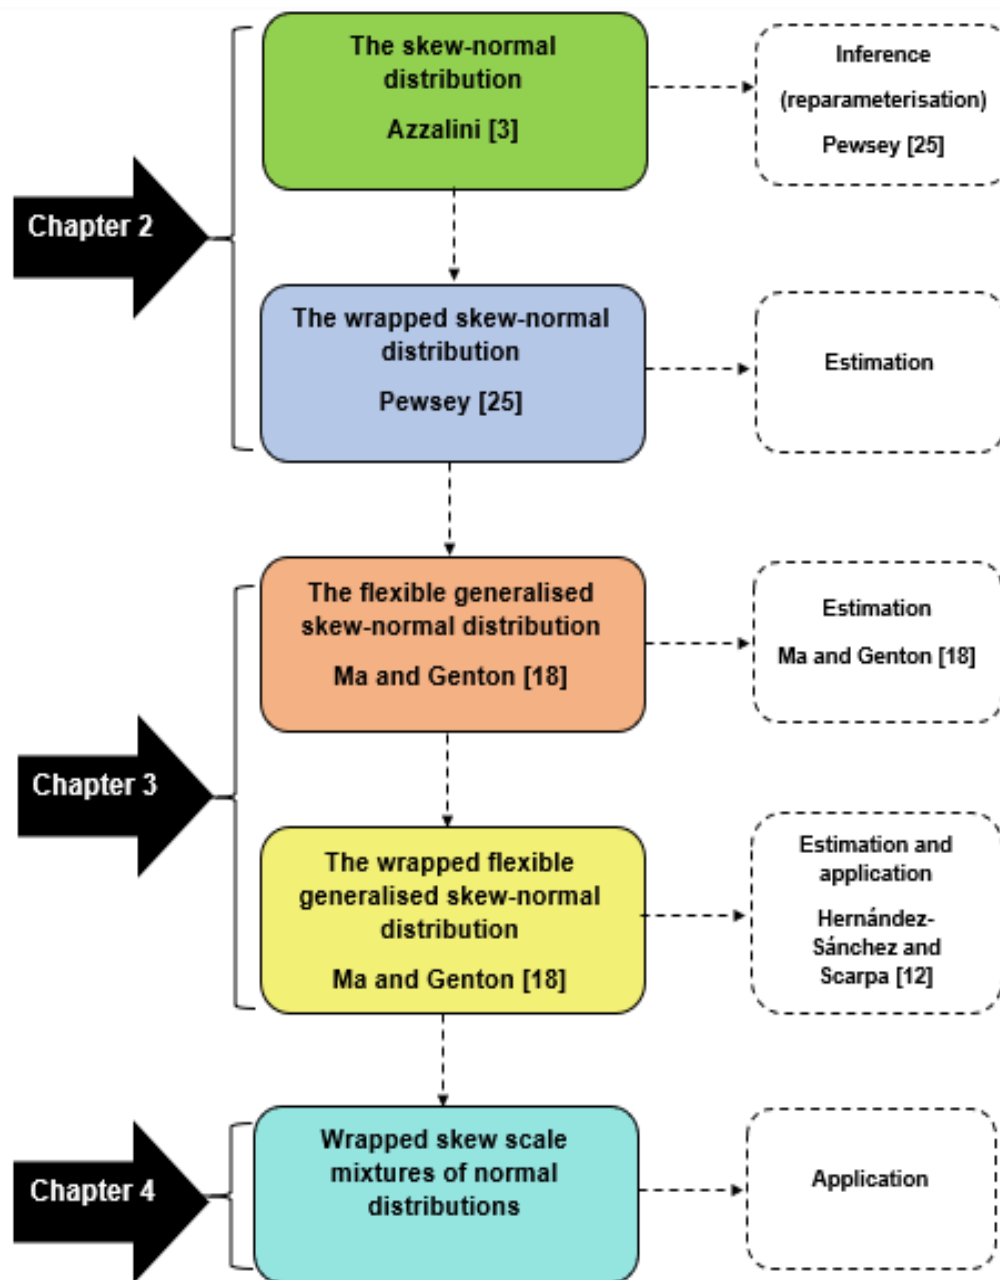 The skew-normal
distribution
Azzalini [3]
Inference
(reparameterisation)
Pewsey [25]
Chapter 2
The wrapped skew-normal
distribution
Pewsey [25]
Estimation
The flexible generalised
skew-normal distribution
Ma and Genton [18]
Estimation
Ma and Genton [18]
Chapter 3
The wrapped flexible
generalised skew-normal
distribution
Ma and Genton [18]
Estimation and
application
Hernández-
Sánchez and
Scarpa [12]
Chapter 4
Wrapped skew scale
mixtures of normal
distributions
Application